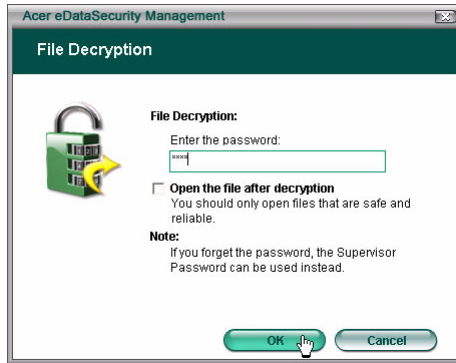 Acer eDataSecurity Management
File Decryption
File Decryption:
Enter the password:
****
Open the file after decryption
You should only open files that are safe and
reliable.
Note:
If you forget the password, the Supervisor
Password can be used instead.
OK Cancel